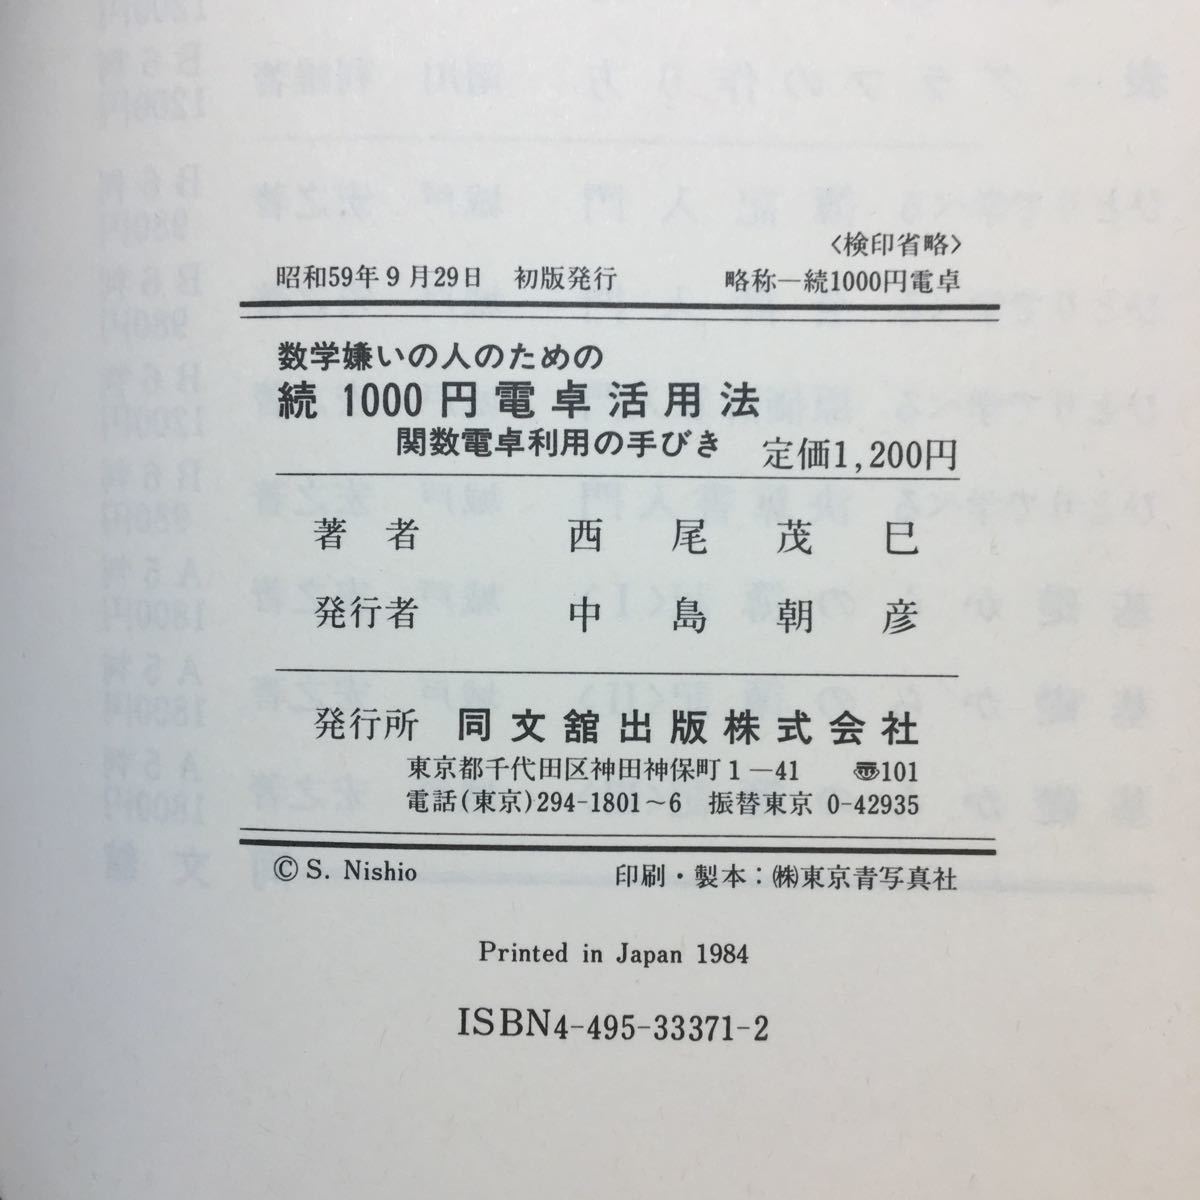 〈検印省略〉
昭和59年9月29日 初版発行 略称―続1000円電卓
数学嫌いの人のための
続 1000円電卓活用法
関数電卓利用の手びき 定価1,200円
著者 西尾茂巳
発行者 中島朝彦
発行所 同文舘出版株式会社
東京都千代田区神田神保町1―41 〠101
電話(東京)294-1801～6 振替東京 0-42935
© S. Nishio 印刷・製本：㈱東京青写真社
Printed in Japan 1984
ISBN4-495-33371-2